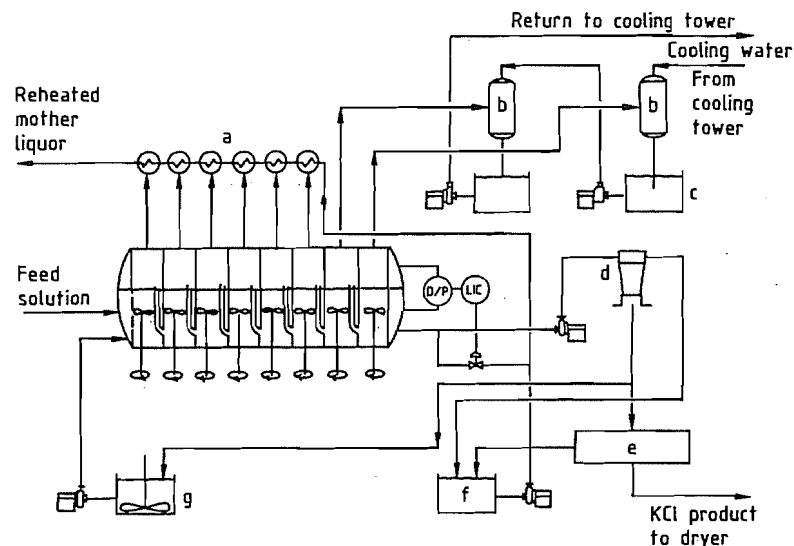 Return to cooling tower
Cooling water
From
cooling
tower
Reheated
mother
liquor
a
b
b
c
Feed
solution
D/P
LIC
d
e
f
g
KCl product
to dryer